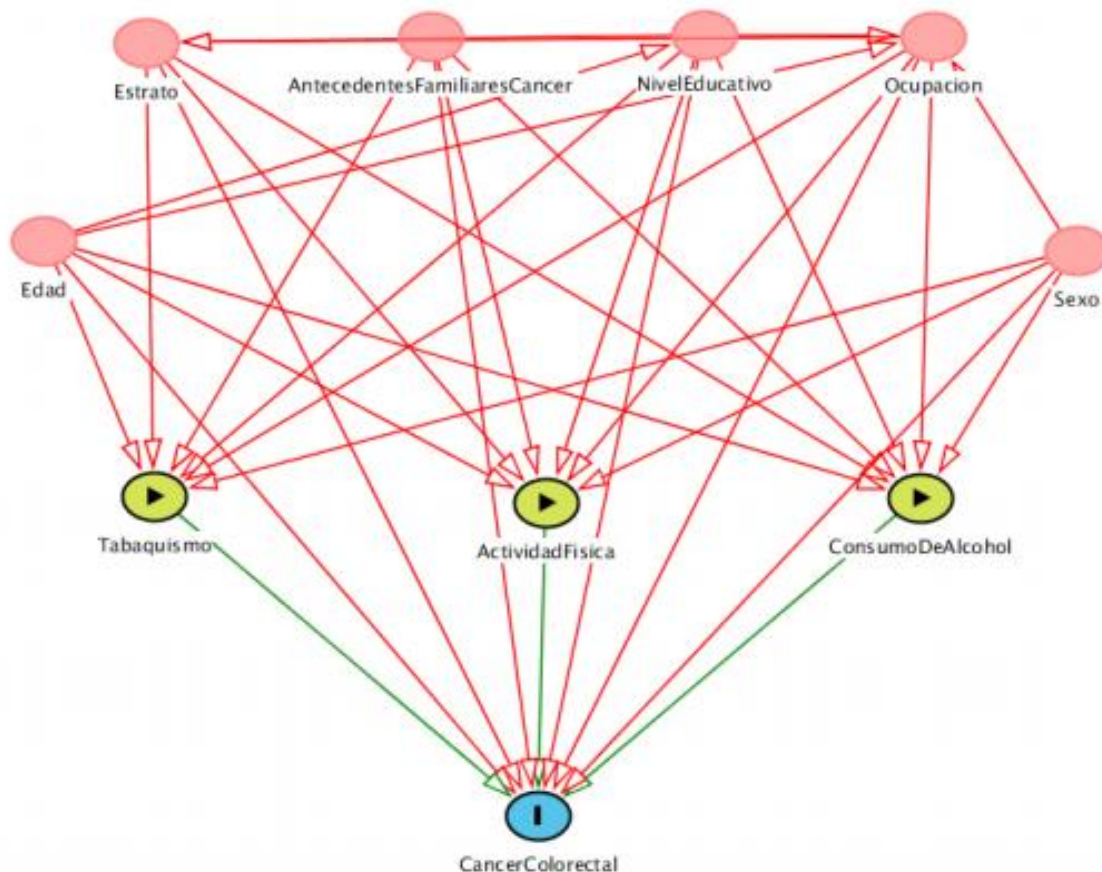 Estrato
AntecedentesFamiliaresCancer
NivelEducativo
Ocupacion
Edad
Sexo
Tabaquismo
ActividadFisica
ConsumoDeAlcohol
CancerColorectal